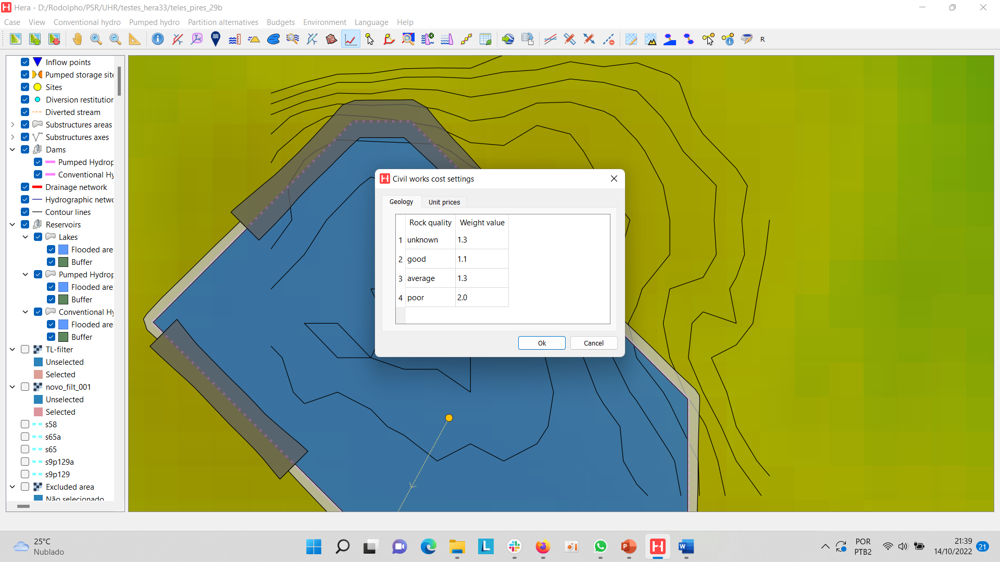 Hera - D:/Rodolpho/PSR/UHR/testes_hera33/teles_pires_29b
Case View Conventional hydro Pumped hydro Partition alternatives Budgets Environment Language Help
R
Inflow points
Pumped storage site
Sites
Diversion restitution
Diverted stream
Substructures areas
Substructures axes
Dams
Pumped Hydrop
Conventional Hy
Drainage network
Hydrographic netwo
Contour lines
Reservoirs
Lakes
Flooded are
Buffer
Pumped Hydrop
Flooded are
Buffer
Conventional Hy
Flooded are
Buffer
TL-filter
Unselected
Selected
novo_filt_001
Unselected
Selected
s58
s65a
s65
s9p129a
s9p129
Excluded area
Não selecionado
Civil works cost settings
Geology Unit prices
Rock quality Weight value
1 unknown 1.3
2 good 1.1
3 average 1.3
4 poor 2.0
Ok Cancel
25°C
Nublado
POR
PTB2
21:39
14/10/2022
21